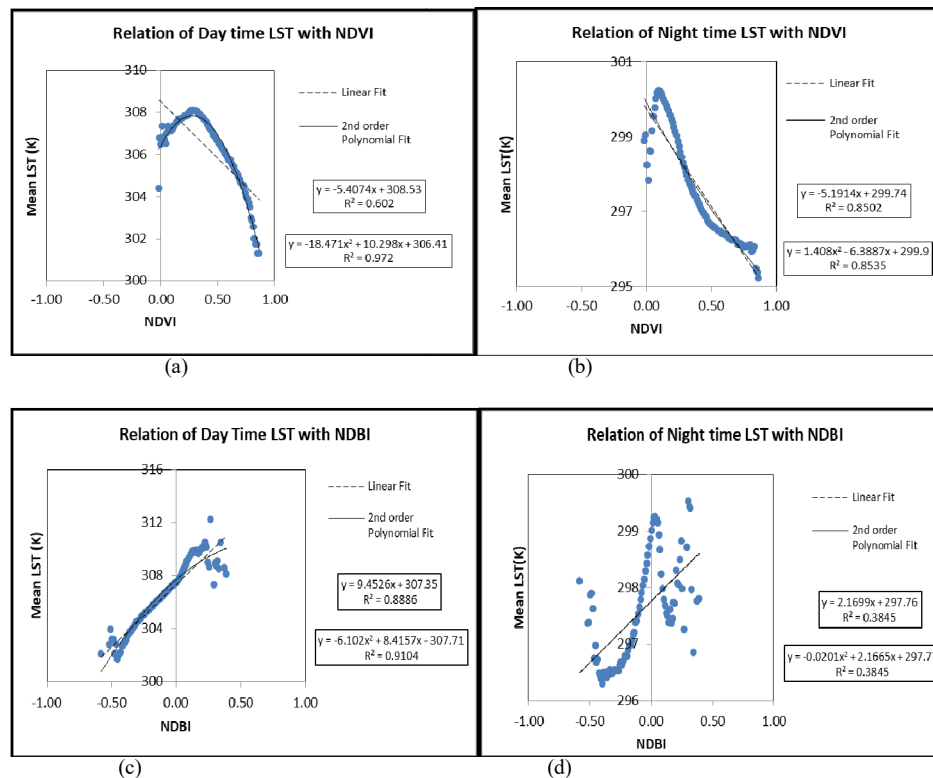 Relation of Day time LST with NDVI
310
308
306
304
302
300
-1.00
0.00
1.00
Mean LST (K)
NDVI
Linear Fit
2nd order
Polynomial Fit
y = -5.4074x + 308.53
R² = 0.602
y = -18.471x² + 10.298x + 306.41
R² = 0.972
(a)
Relation of Night time LST with NDVI
301
299
297
295
-1.00
-0.50
0.00
0.50
1.00
Mean LST(K)
NDVI
Linear Fit
2nd order
Polynomial Fit
y = -5.1914x + 299.74
R² = 0.8502
y = 1.408x² - 6.3887x + 299.9
R² = 0.8535
(b)
Relation of Day Time LST with NDBI
316
312
308
304
300
-1.00
-0.50
0.00
0.50
1.00
Mean LST (K)
NDBI
Linear Fit
2nd order
Polynomial Fit
y = 9.4526x + 307.35
R² = 0.8886
y = -6.102x² + 8.4157x - 307.71
R² = 0.9104
(c)
Relation of Night time LST with NDBI
300
299
298
297
296
-1.00
-0.50
0.00
0.50
1.00
Mean LST(K)
NDBI
Linear Fit
2nd order
Polynomial Fit
y = 2.1699x + 297.76
R² = 0.3845
y = -0.0201x² + 2.1665x + 297.7
R² = 0.3845
(d)